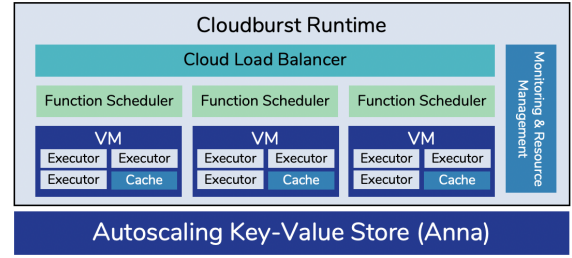 Cloudburst Runtime
Cloud Load Balancer
Monitoring & Resource
Management
Function Scheduler
Function Scheduler
Function Scheduler
VM
Executor
Executor
Executor
Cache
VM
Executor
Executor
Executor
Cache
VM
Executor
Executor
Executor
Cache
Autoscaling Key-Value Store (Anna)